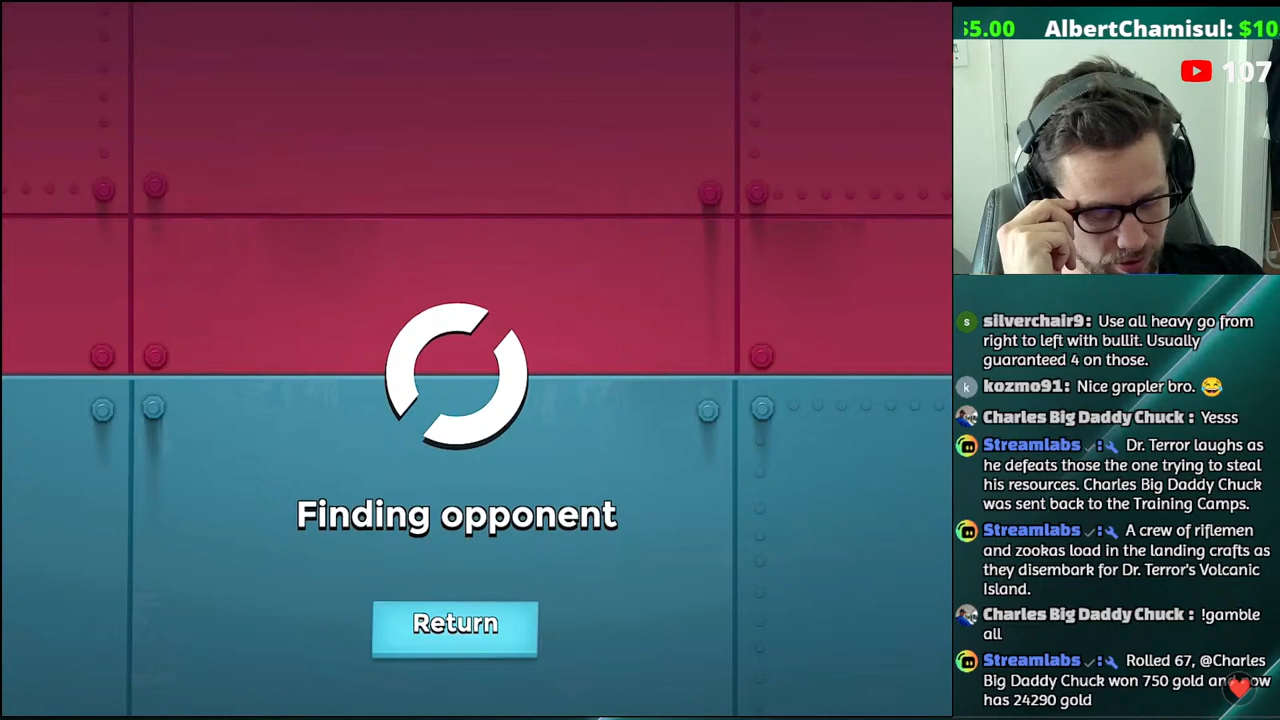 $5.00 AlbertChamisul: $10
107
silverchair9: Use all heavy go from
right to left with bullit. Usually
guaranteed 4 on those.
kozmo91: Nice grapler bro. 😂
Charles Big Daddy Chuck : Yesss
Streamlabs : Dr. Terror laughs as
he defeats those the one trying to steal
his resources. Charles Big Daddy Chuck
was sent back to the Training Camps.
Streamlabs : A crew of riflemen
and zookas load in the landing crafts as
they disembark for Dr. Terror's Volcanic
Island.
Charles Big Daddy Chuck : !gamble
all
Streamlabs : Rolled 67, @Charles
Big Daddy Chuck won 750 gold and now
has 24290 gold
Finding opponent
Return